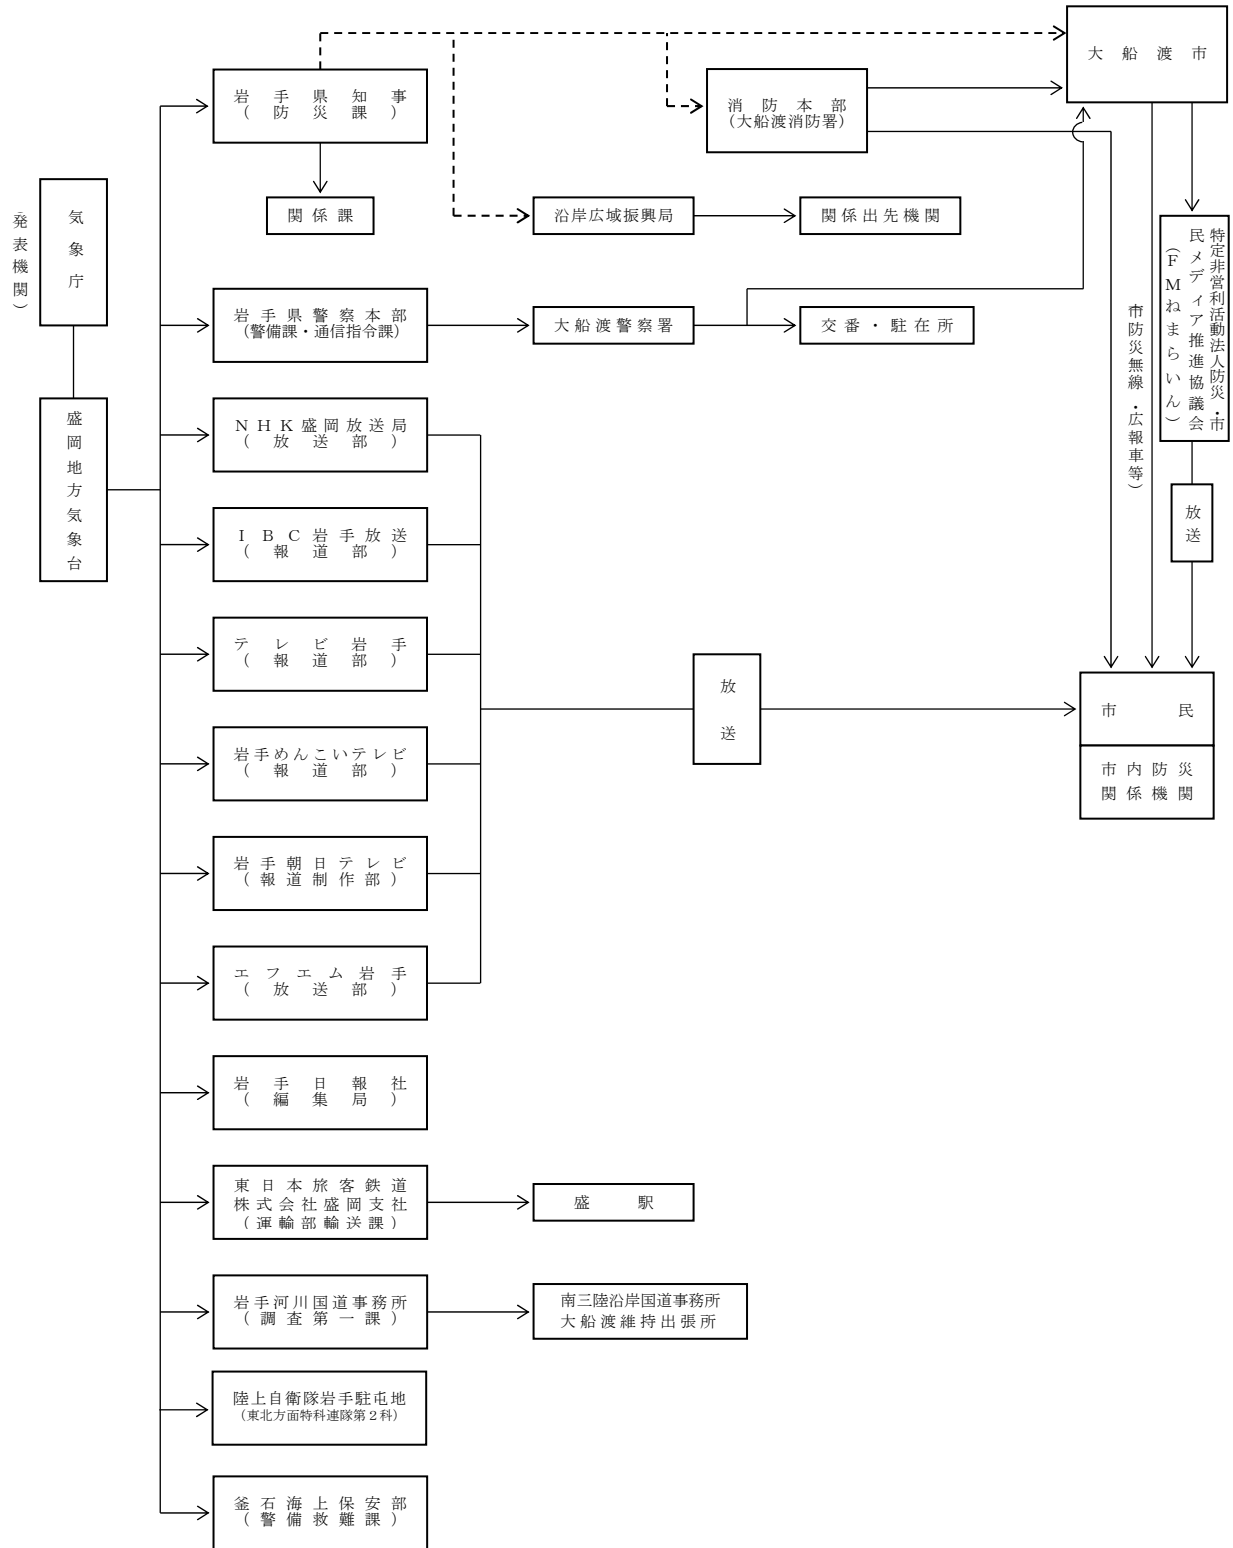 大船渡市
岩手県知事
（防災課）
消防本部
（大船渡消防署）
関係課
沿岸広域振興局
関係出先機関
気象庁
（発表機関）
特定非営利活動法人防災・市
民メディア推進協議会
（ＦＭねまらいん）
岩手県警察本部
（警備課・通信指令課）
大船渡警察署
交番・駐在所
（市防災無線・広報車等）
盛岡地方気象台
ＮＨＫ盛岡放送局
（放送部）
放送
ＩＢＣ岩手放送
（報道部）
テレビ岩手
（報道部）
放送
市民
岩手めんこいテレビ
（報道部）
市内防災
関係機関
岩手朝日テレビ
（報道制作部）
エフエム岩手
（放送部）
岩手日報社
（編集局）
東日本旅客鉄道
株式会社盛岡支社
（運輸部輸送課）
盛駅
岩手河川国道事務所
（調査第一課）
南三陸沿岸国道事務所
大船渡維持出張所
陸上自衛隊岩手駐屯地
（東北方面特科連隊第２科）
釜石海上保安部
（警備救難課）